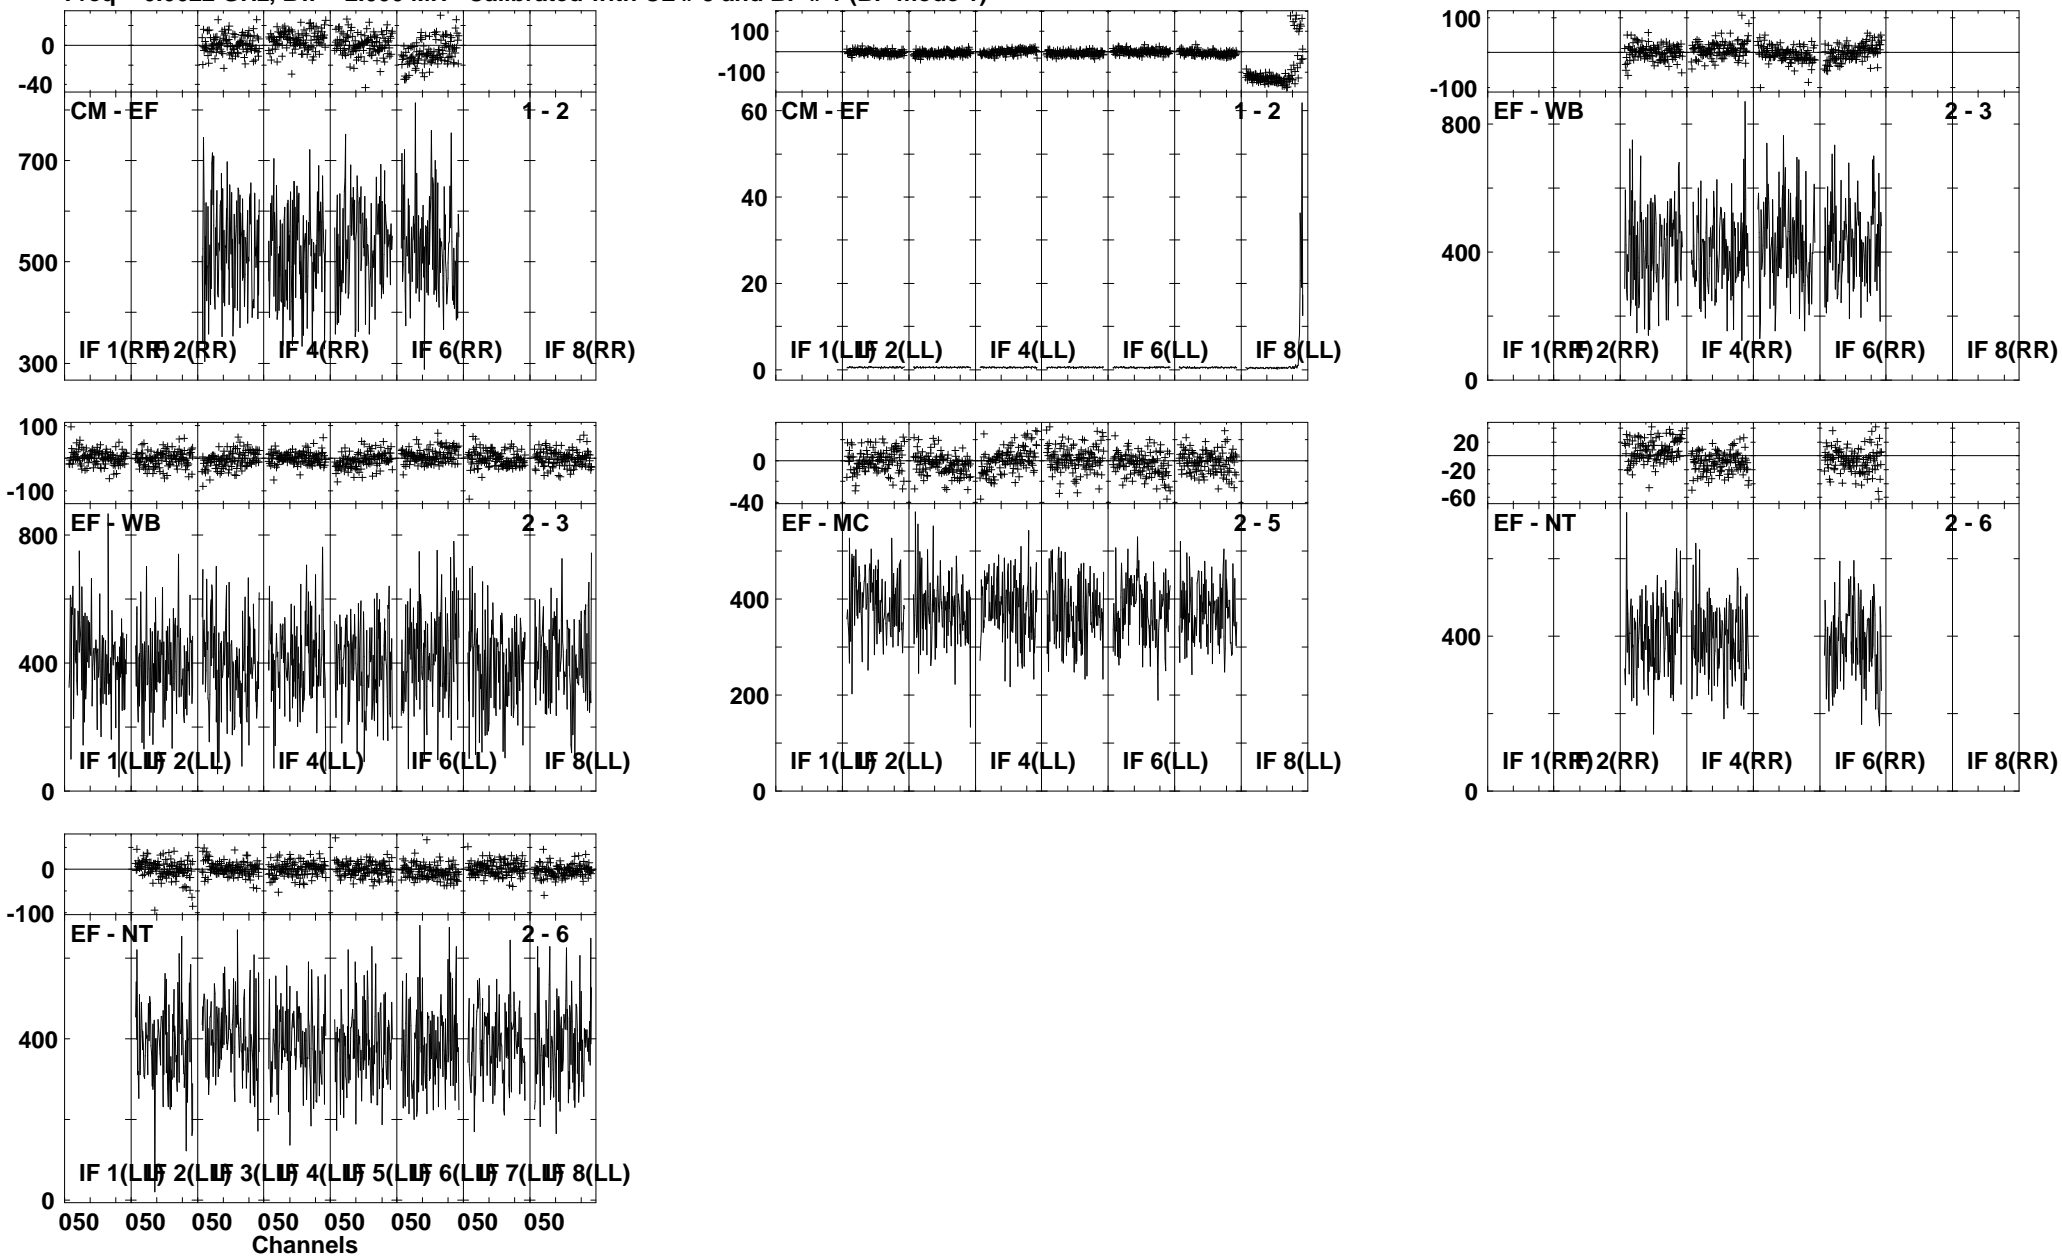 0
-40
CM - EF 1 - 2
700
500
300
IF 1(RR) IF 2(RR) IF 4(RR) IF 6(RR) IF 8(RR)
100
-100
CM - EF 1 - 2
60
40
20
0
IF 1(LL) IF 2(LL) IF 4(LL) IF 6(LL) IF 8(LL)
100
-100
EF - WB 2 - 3
800
400
0
IF 1(RR) IF 2(RR) IF 4(RR) IF 6(RR) IF 8(RR)
100
-100
EF - WB 2 - 3
800
400
0
IF 1(LL) IF 2(LL) IF 4(LL) IF 6(LL) IF 8(LL)
0
-40
EF - MC 2 - 5
400
200
0
IF 1(LL) IF 2(LL) IF 4(LL) IF 6(LL) IF 8(LL)
20
-20
-60
EF - NT 2 - 6
400
0
IF 1(RR) IF 2(RR) IF 4(RR) IF 6(RR) IF 8(RR)
0
-100
EF - NT 2 - 6
400
0
IF 1(LL) IF 2(LL) IF 3(LL) IF 4(LL) IF 5(LL) IF 6(LL) IF 7(LL) IF 8(LL)
050 050 050 050 050 050 050 050
Channels